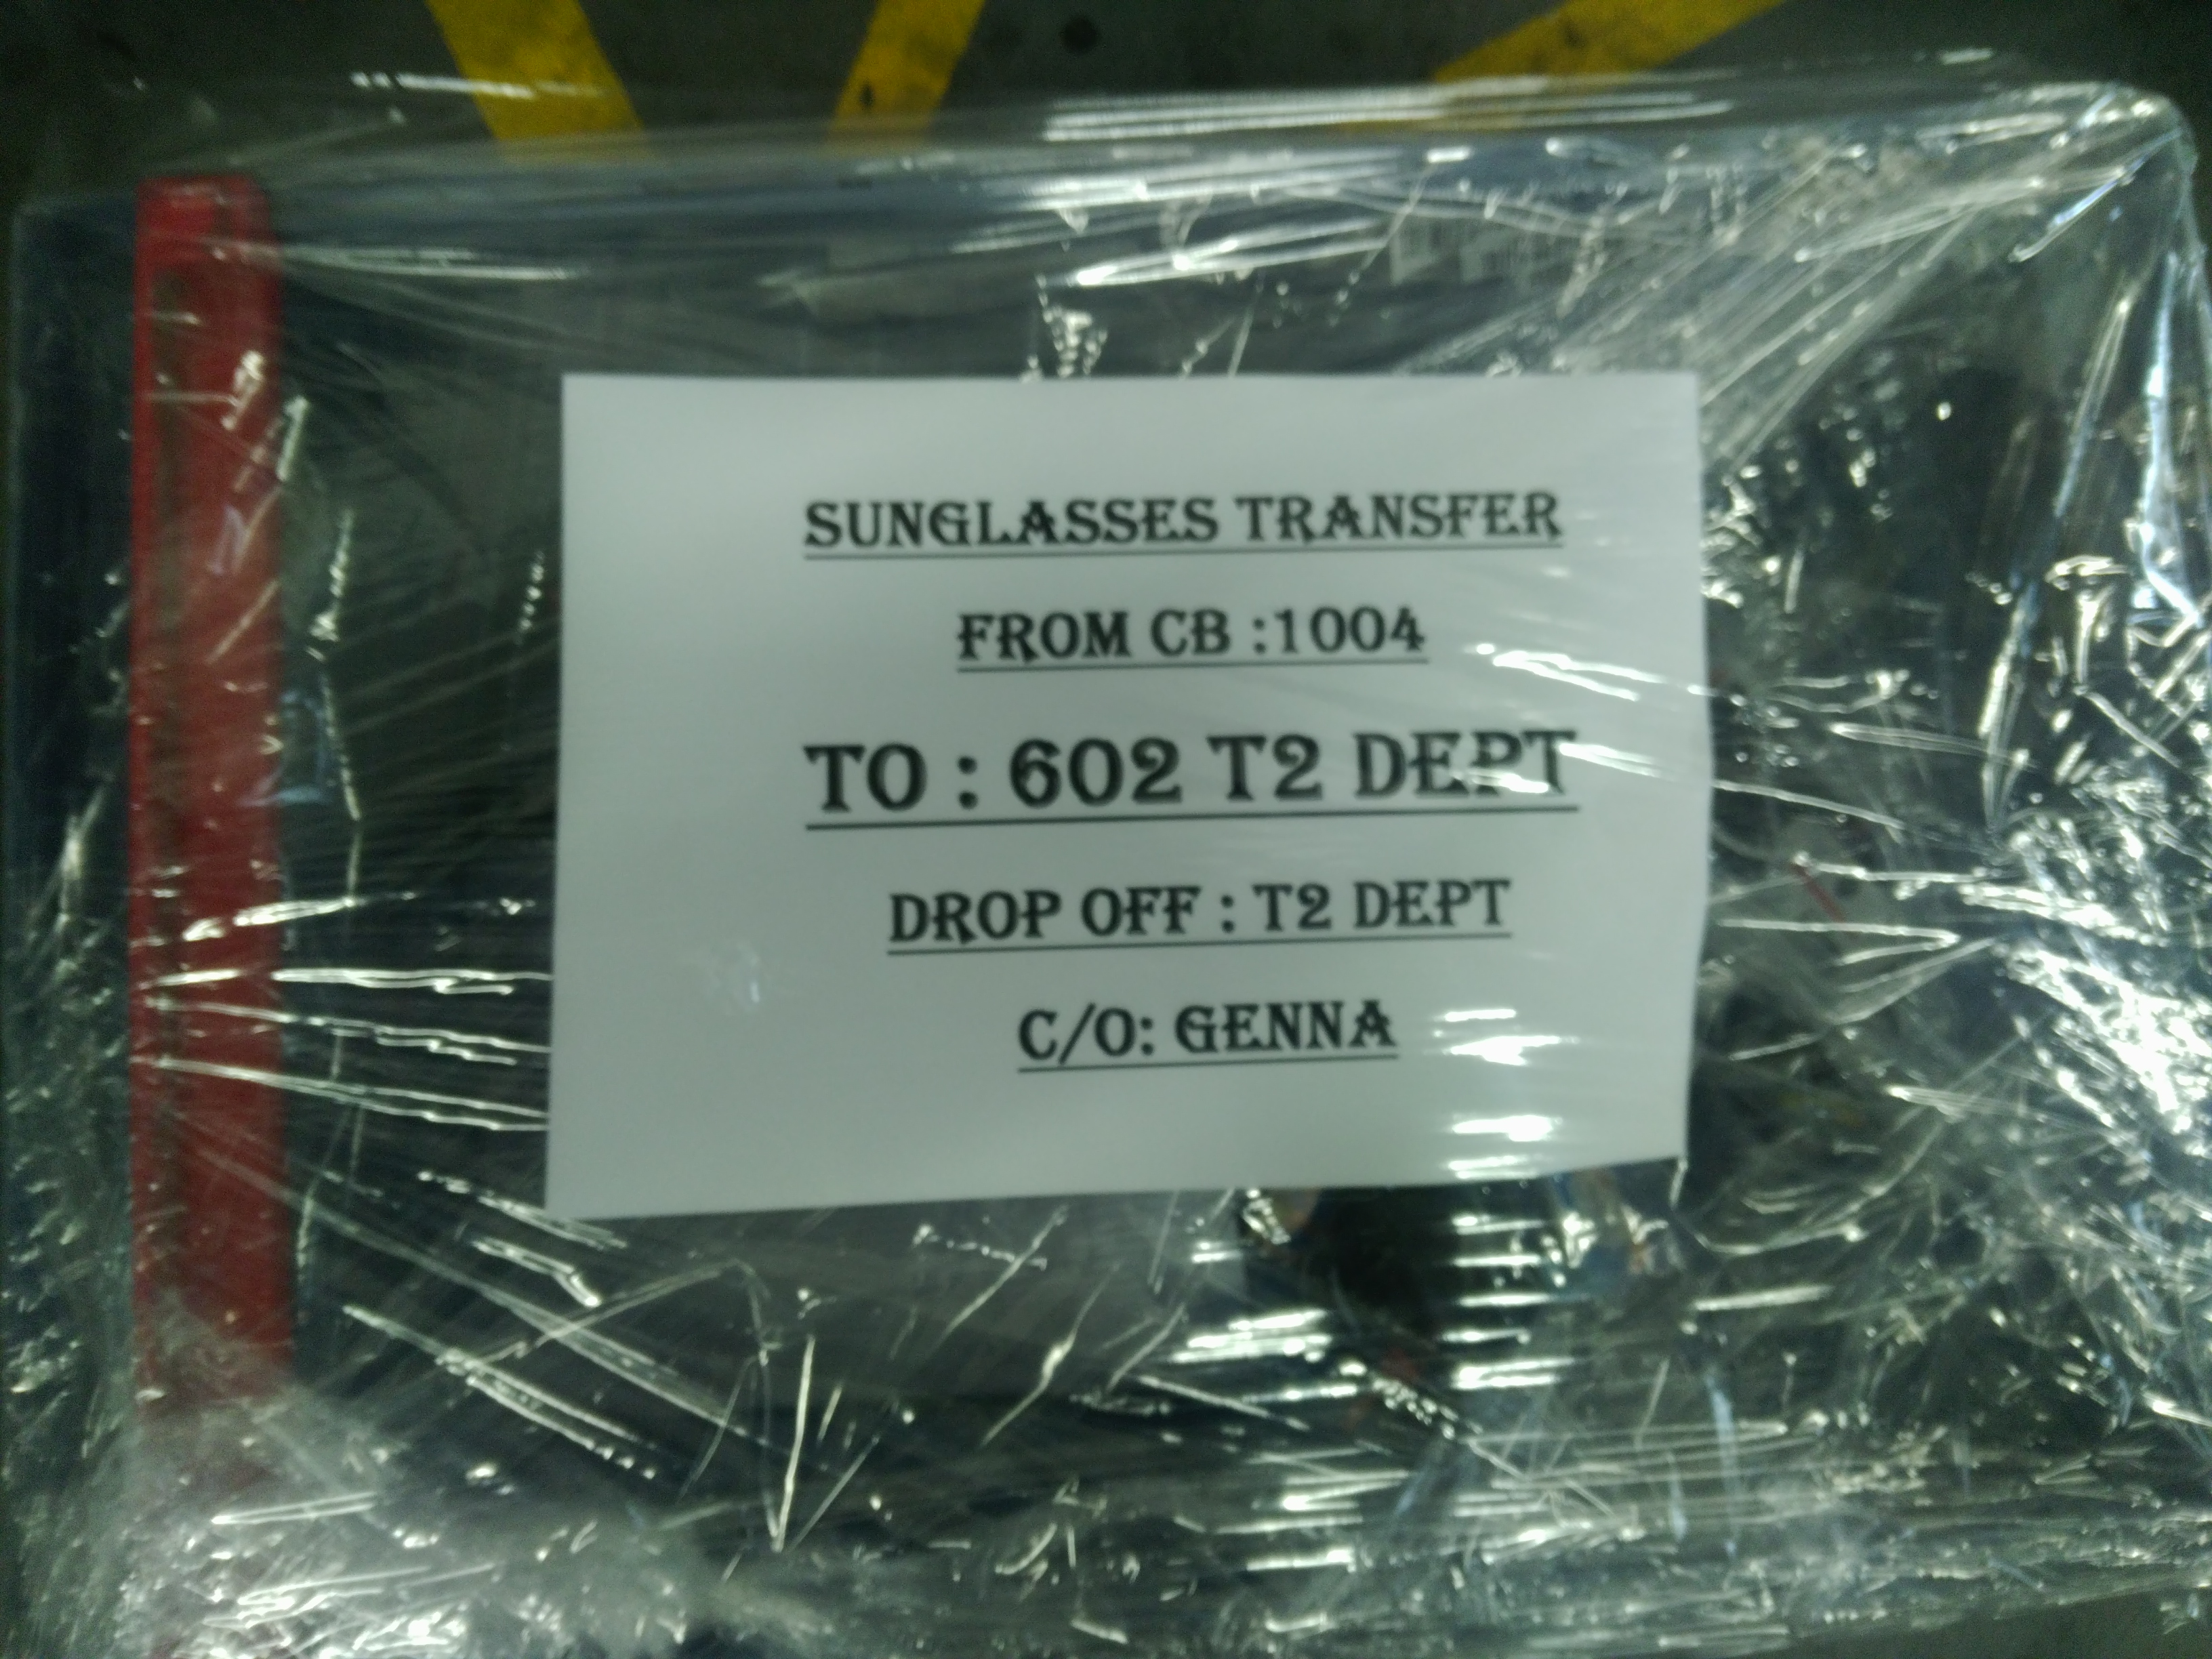 SUNGLASSES TRANSFER
FROM CB :1004
TO : 602 T2 DEPT
DROP OFF : T2 DEPT
C/O: GENNA